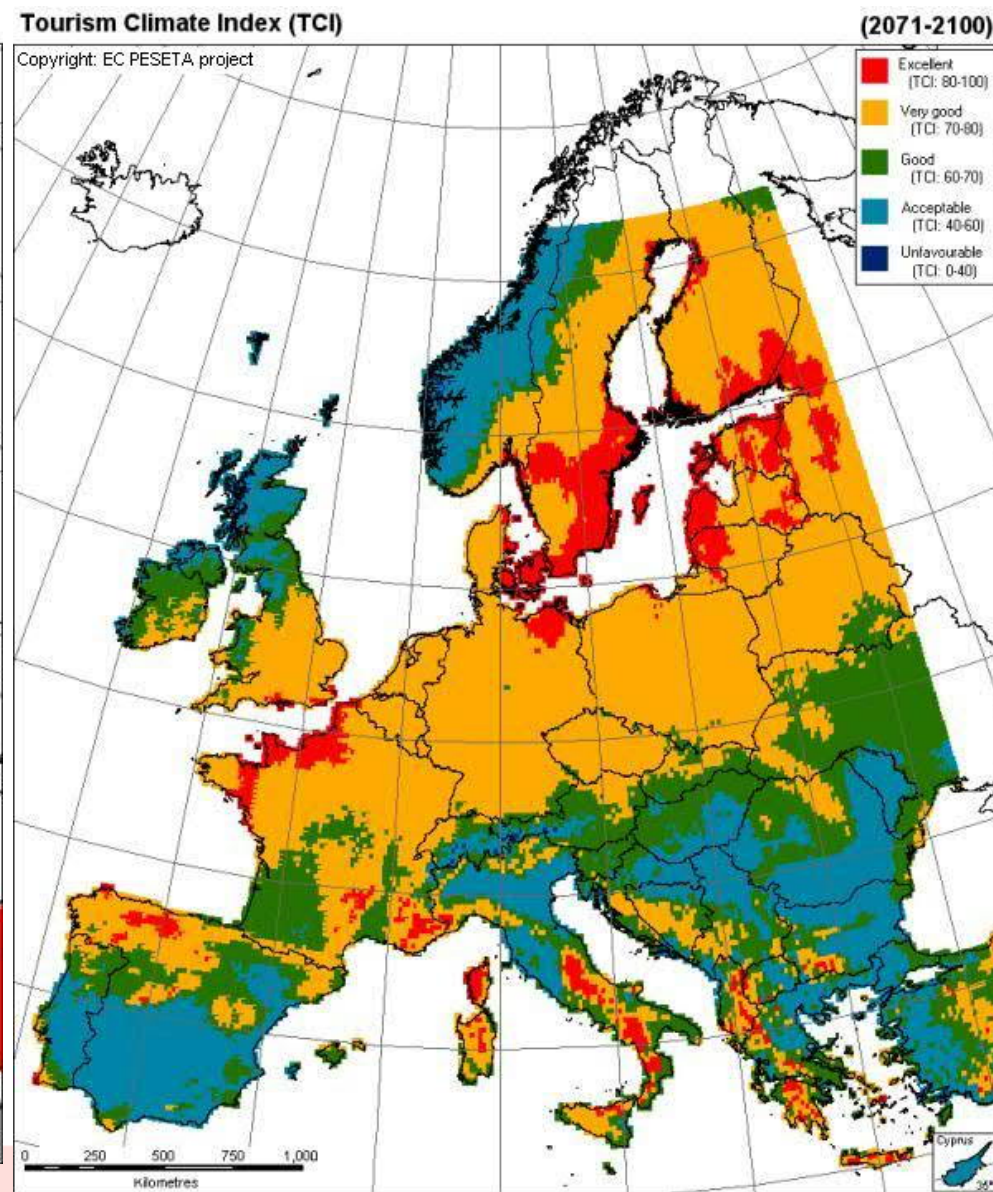 Tourism Climate Index (TCI)
(2071-2100)
Copyright: EC PESETA project
Excellent
(TCI: 80-100)
Very good
(TCI: 70-80)
Good
(TCI: 60-70)
Acceptable
(TCI: 40-60)
Unfavourable
(TCI: 0-40)
0 250 500 750 1,000
Kilometres
Cyprus